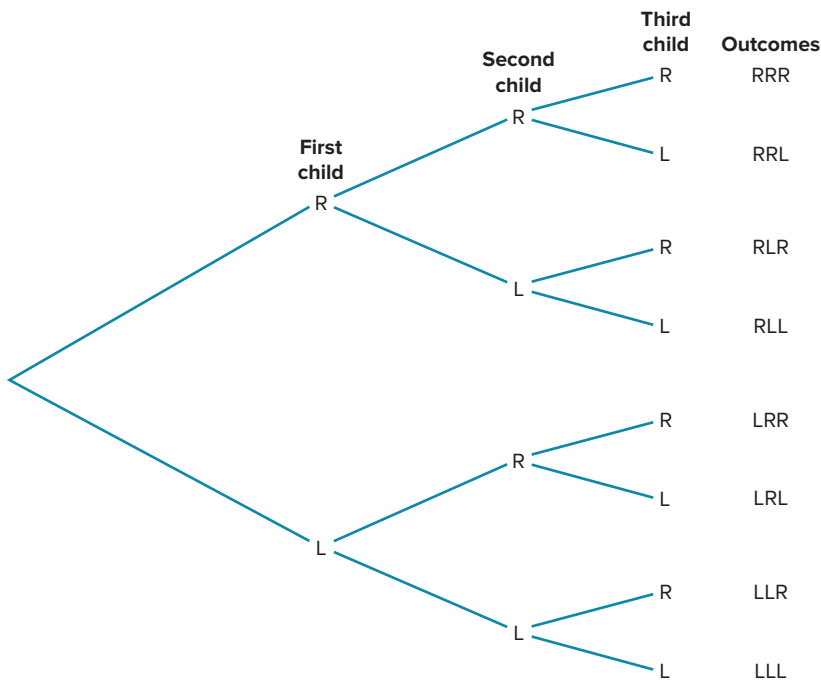 First
child
Second
child
Third
child
Outcomes
R
RRR
R
L
RRL
R
R
RLR
L
L
RLL
R
LRR
R
L
LRL
L
R
LLR
L
L
LLL